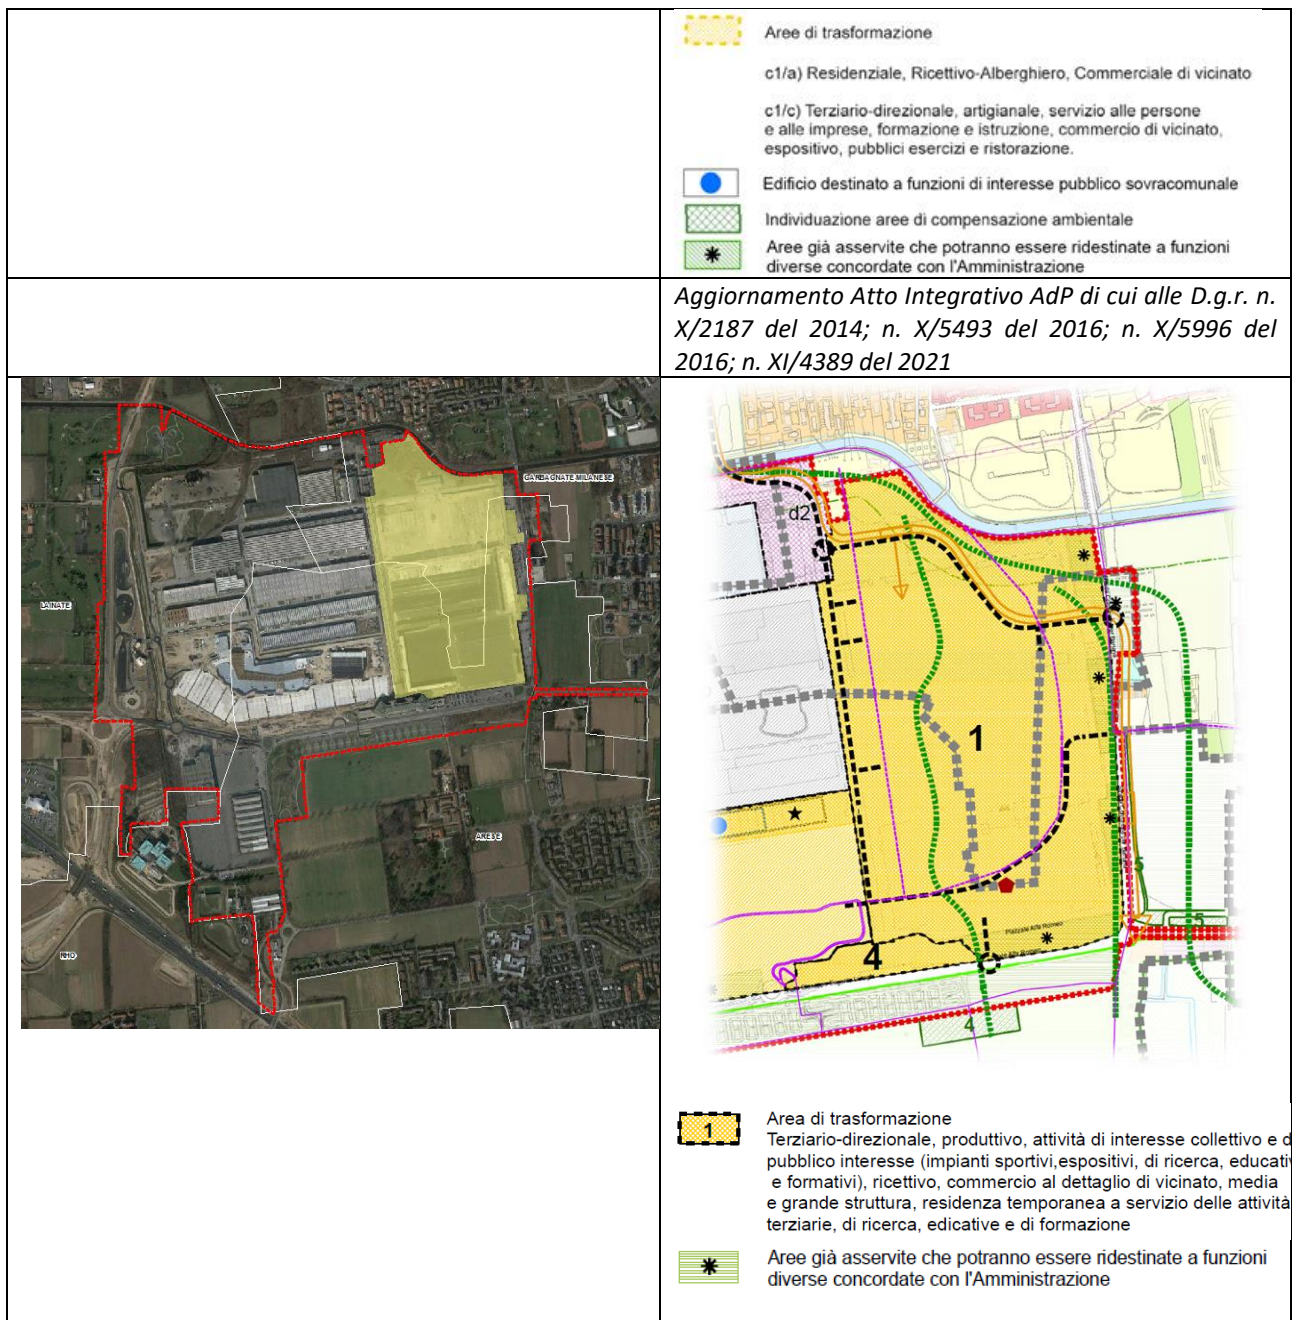 Aree di trasformazione
c1/a) Residenziale, Ricettivo-Alberghiero, Commerciale di vicinato
c1/c) Terziario-direzionale, artigianale, servizio alle persone
e alle imprese, formazione e istruzione, commercio di vicinato,
espositivo, pubblici esercizi e ristorazione.
Edificio destinato a funzioni di interesse pubblico sovracomunale
Individuazione aree di compensazione ambientale
Aree già asservite che potranno essere ridestinate a funzioni
diverse concordate con l'Amministrazione
Aggiornamento Atto Integrativo AdP di cui alle D.g.r. n.
X/2187 del 2014; n. X/5493 del 2016; n. X/5996 del
2016; n. XI/4389 del 2021
GARBAGNATE MILANESE
LAINATE
ARESE
RHO
d2
1
5
5
Piazzale Alfa Romeo
4
4
1
Area di trasformazione
Terziario-direzionale, produttivo, attività di interesse collettivo e d
pubblico interesse (impianti sportivi,espositivi, di ricerca, educativ
e formativi), ricettivo, commercio al dettaglio di vicinato, media
e grande struttura, residenza temporanea a servizio delle attività
terziarie, di ricerca, edicative e di formazione
Aree già asservite che potranno essere ridestinate a funzioni
diverse concordate con l'Amministrazione